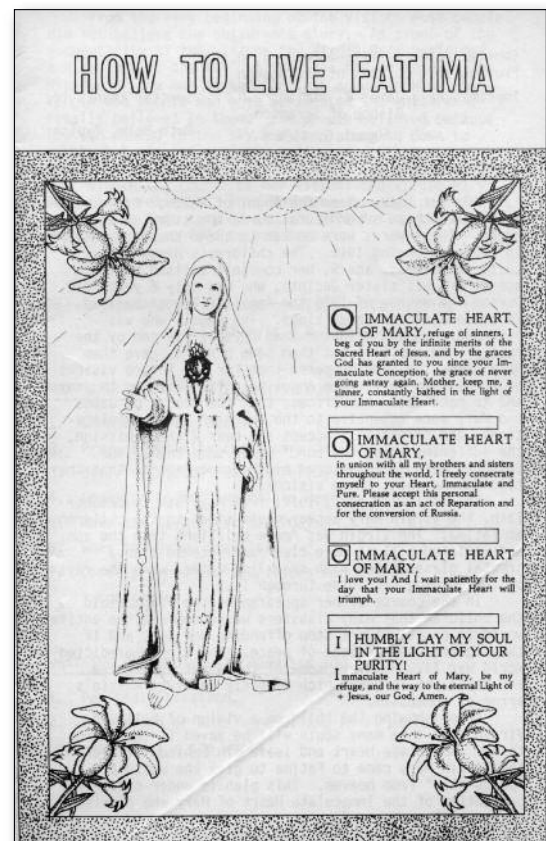 HOW TO LIVE FATIMA
O IMMACULATE HEART
OF MARY, refuge of sinners, I
beg of you by the infinite merits of the
Sacred Heart of Jesus, and by the graces
God has granted to you since your Im-
maculate Conception, the grace of never
going astray again. Mother, keep me, a
sinner, constantly bathed in the light of
your Immaculate Heart.
O IMMACULATE HEART
OF MARY,
in union with all my brothers and sisters
throughout the world, I freely consecrate
myself to your Heart, Immaculate and
Pure. Please accept this personal
consecration as an act of Reparation and
for the conversion of Russia.
O IMMACULATE HEART
OF MARY,
I love you! And I wait patiently for the
day that your Immaculate Heart will
triumph.
I HUMBLY LAY MY SOUL
IN THE LIGHT OF YOUR
PURITY!
Immaculate Heart of Mary, be my
refuge, and the way to the eternal Light of
+ Jesus, our God, Amen.